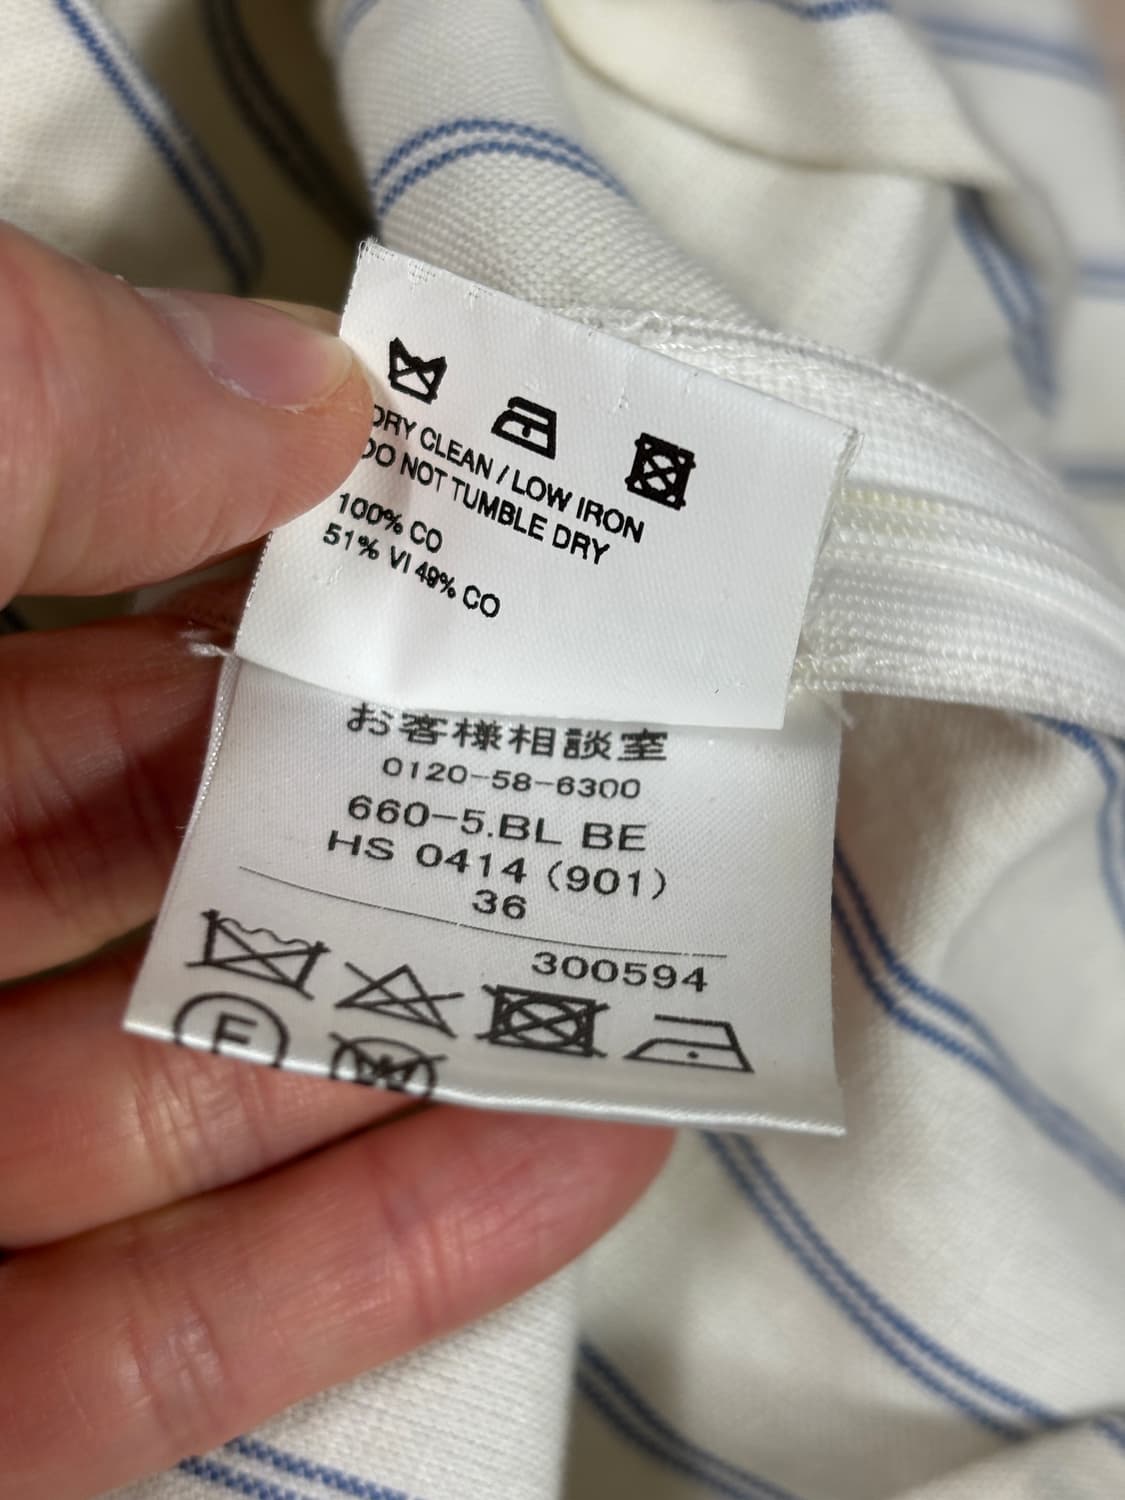 DRY CLEAN / LOW IRON
DO NOT TUMBLE DRY
100% CO
51% VI 49% CO
お客様相談室
0120-58-6300
660-5.BL BE
HS 0414 (901)
36
300594
F
W